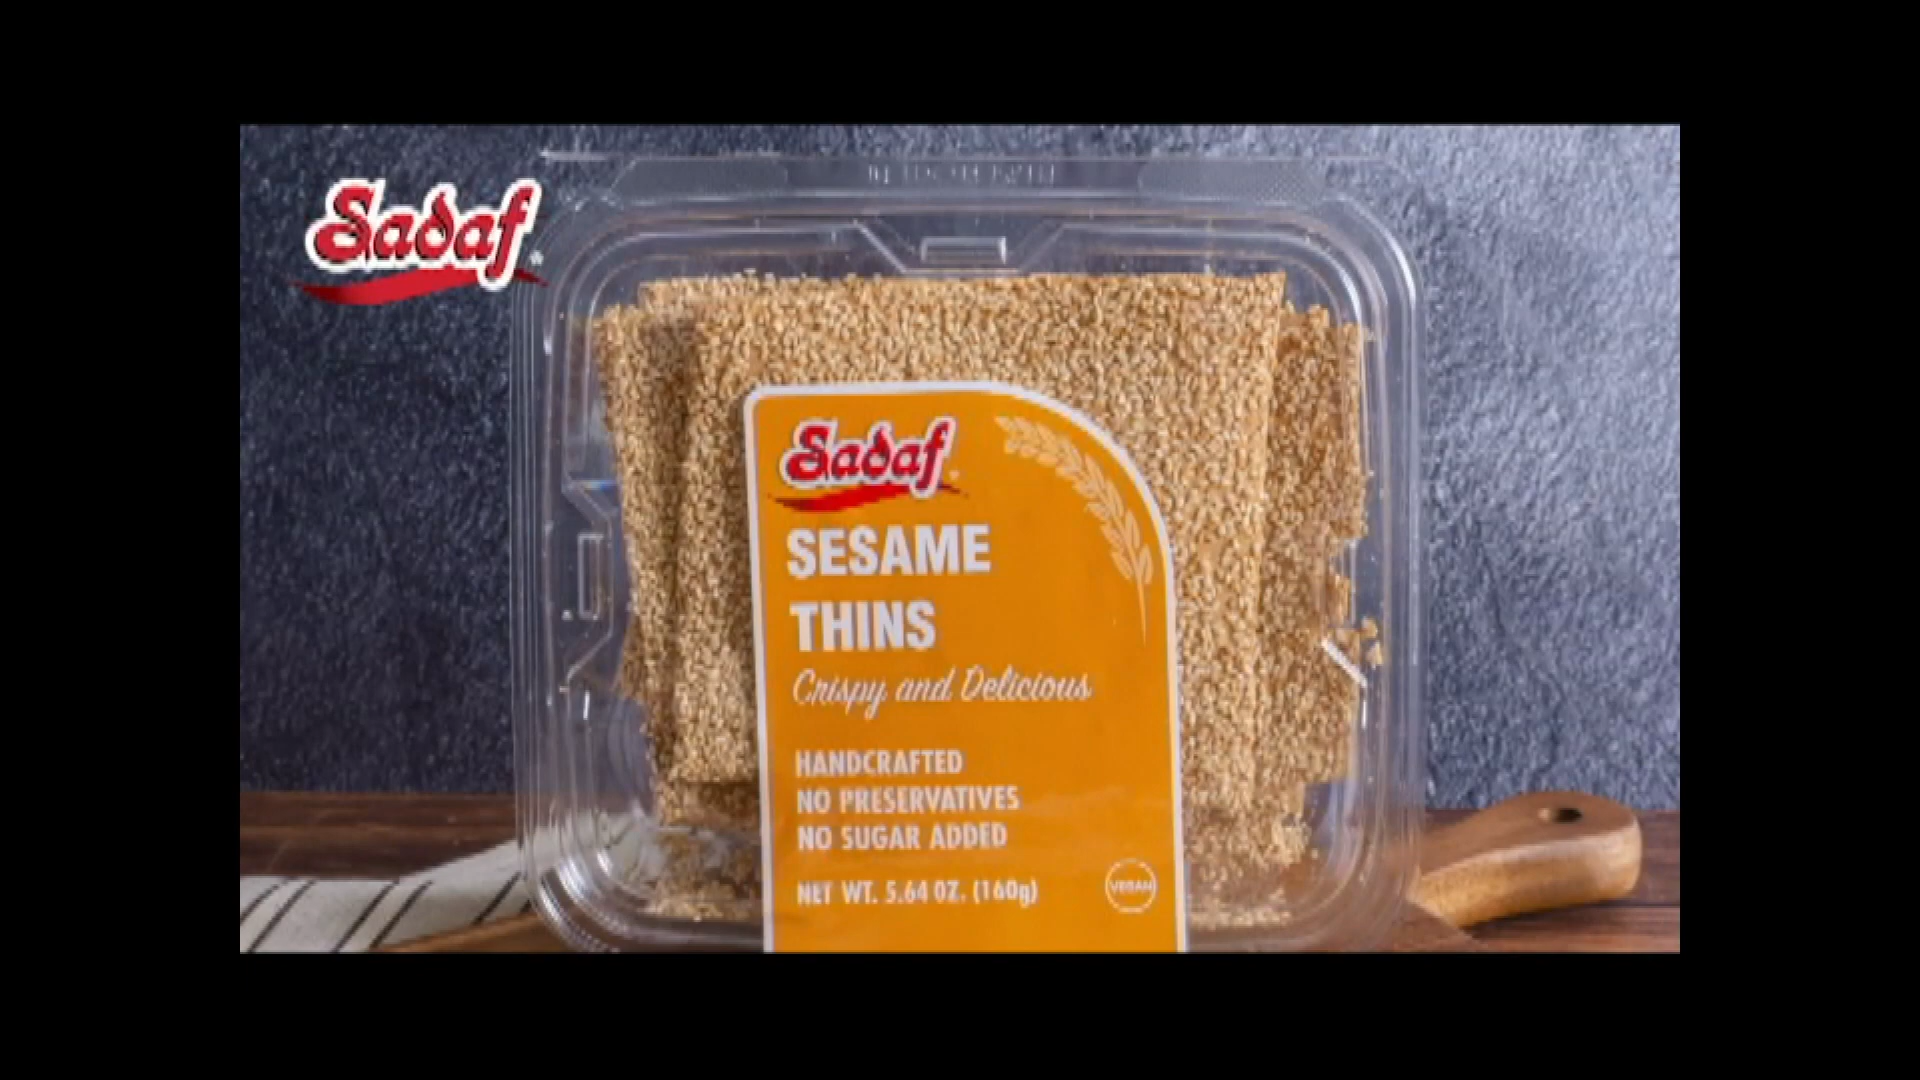 Sadaf
Sadaf
SESAME
THINS
Crispy and Delicious
HANDCRAFTED
NO PRESERVATIVES
NO SUGAR ADDED
NET WT. 5.64 OZ. (160g)
VEGAN